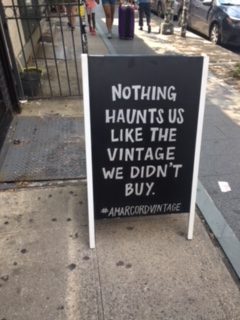 NOTHING
HAUNTS US
LIKE THE
VINTAGE
WE DIDN'T
BUY.
#AMARCORDVINTAGE